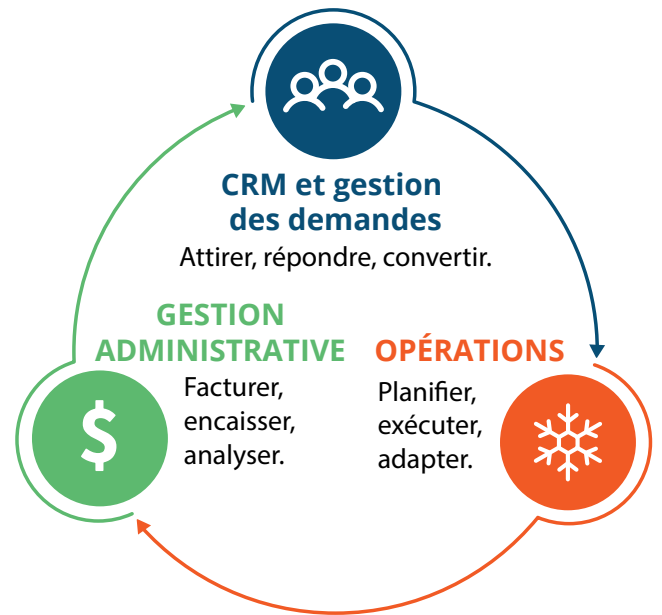 CRM et gestion
des demandes
Attirer, répondre, convertir.
GESTION
ADMINISTRATIVE
Facturer,
encaisser,
analyser.
OPÉRATIONS
Planifier,
exécuter,
adapter.
$